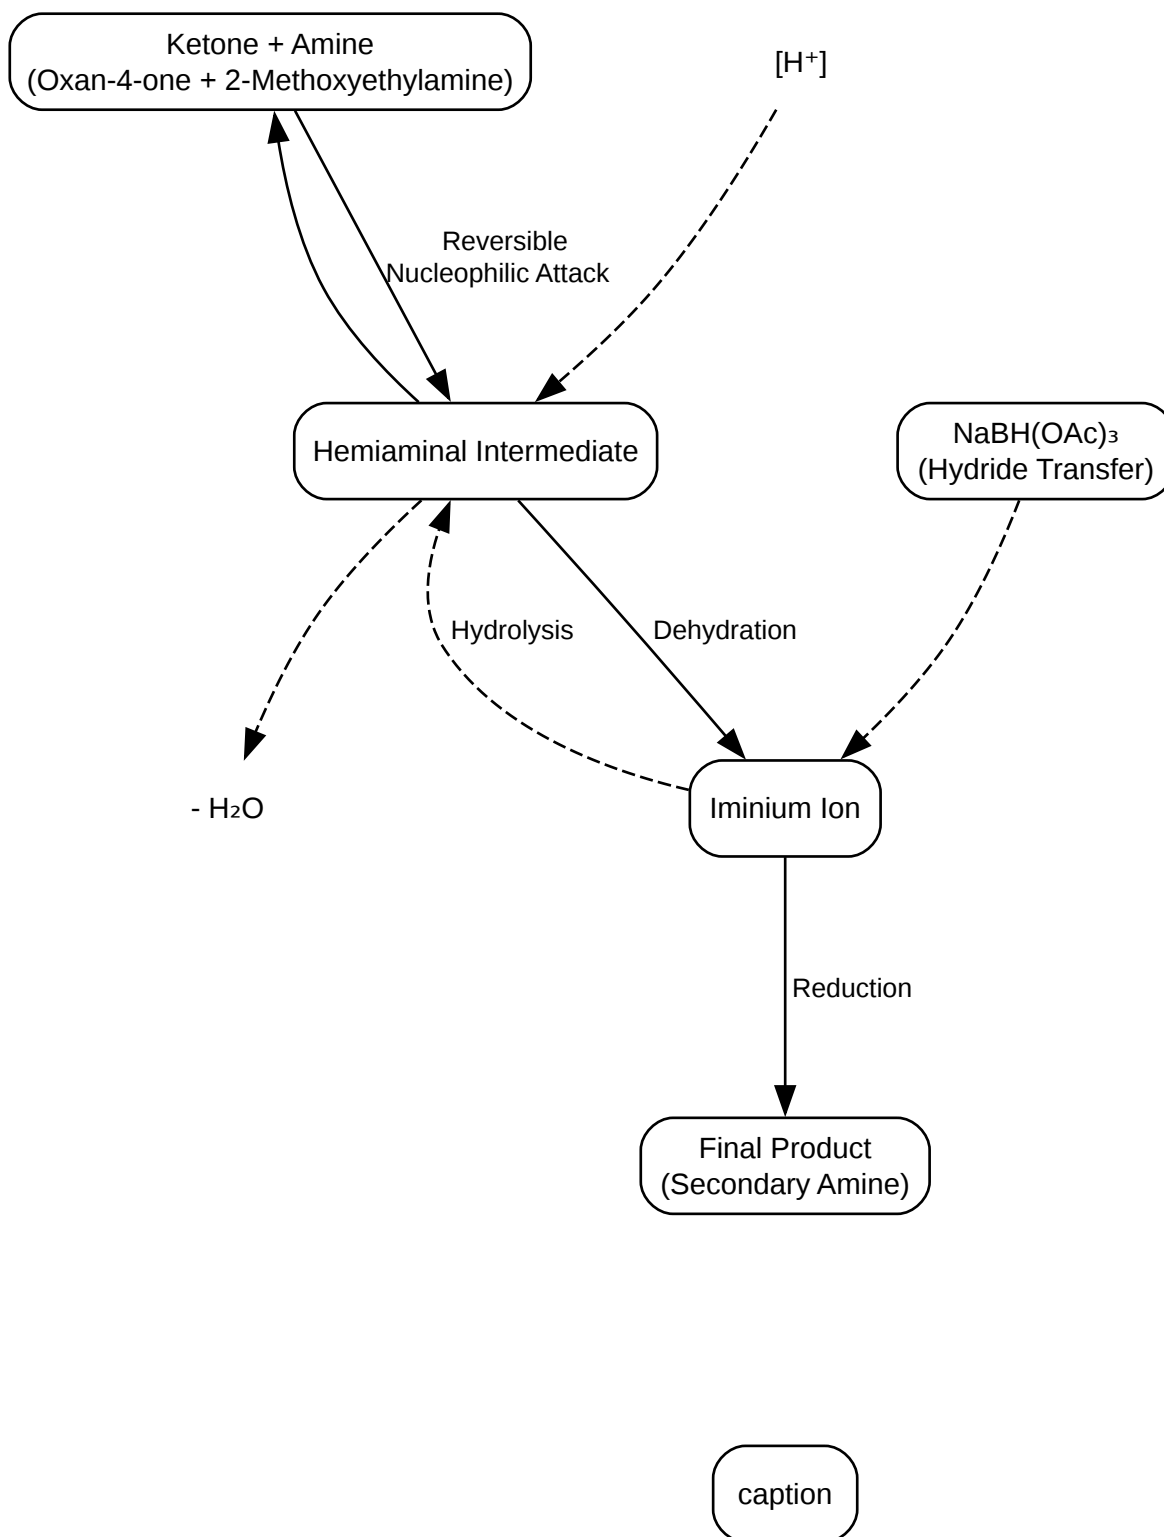 Ketone + Amine
(Oxan-4-one + 2-Methoxyethylamine)
[H⁺]
Reversible
Nucleophilic Attack
Hemiaminal Intermediate
NaBH(OAc)₃
(Hydride Transfer)
Hydrolysis
Dehydration
- H₂O
Iminium Ion
Reduction
Final Product
(Secondary Amine)
caption